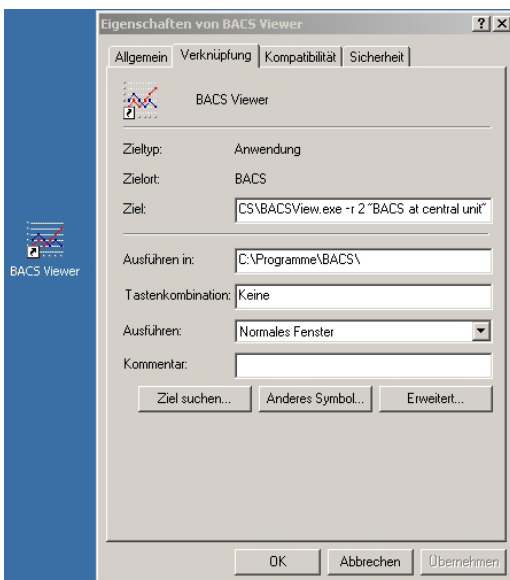 Eigenschaften von BACS Viewer
Allgemein Verknüpfung Kompatibilität Sicherheit
BACS Viewer
Zieltyp: Anwendung
Zielort: BACS
Ziel: CS\BACSView.exe -r 2 "BACS at central unit"
BACS Viewer
Ausführen in: C:\Programme\BACS\
Tastenkombination: Keine
Ausführen: Normales Fenster
Kommentar:
Ziel suchen... Anderes Symbol... Erweitert...
OK Abbrechen Übernehmen